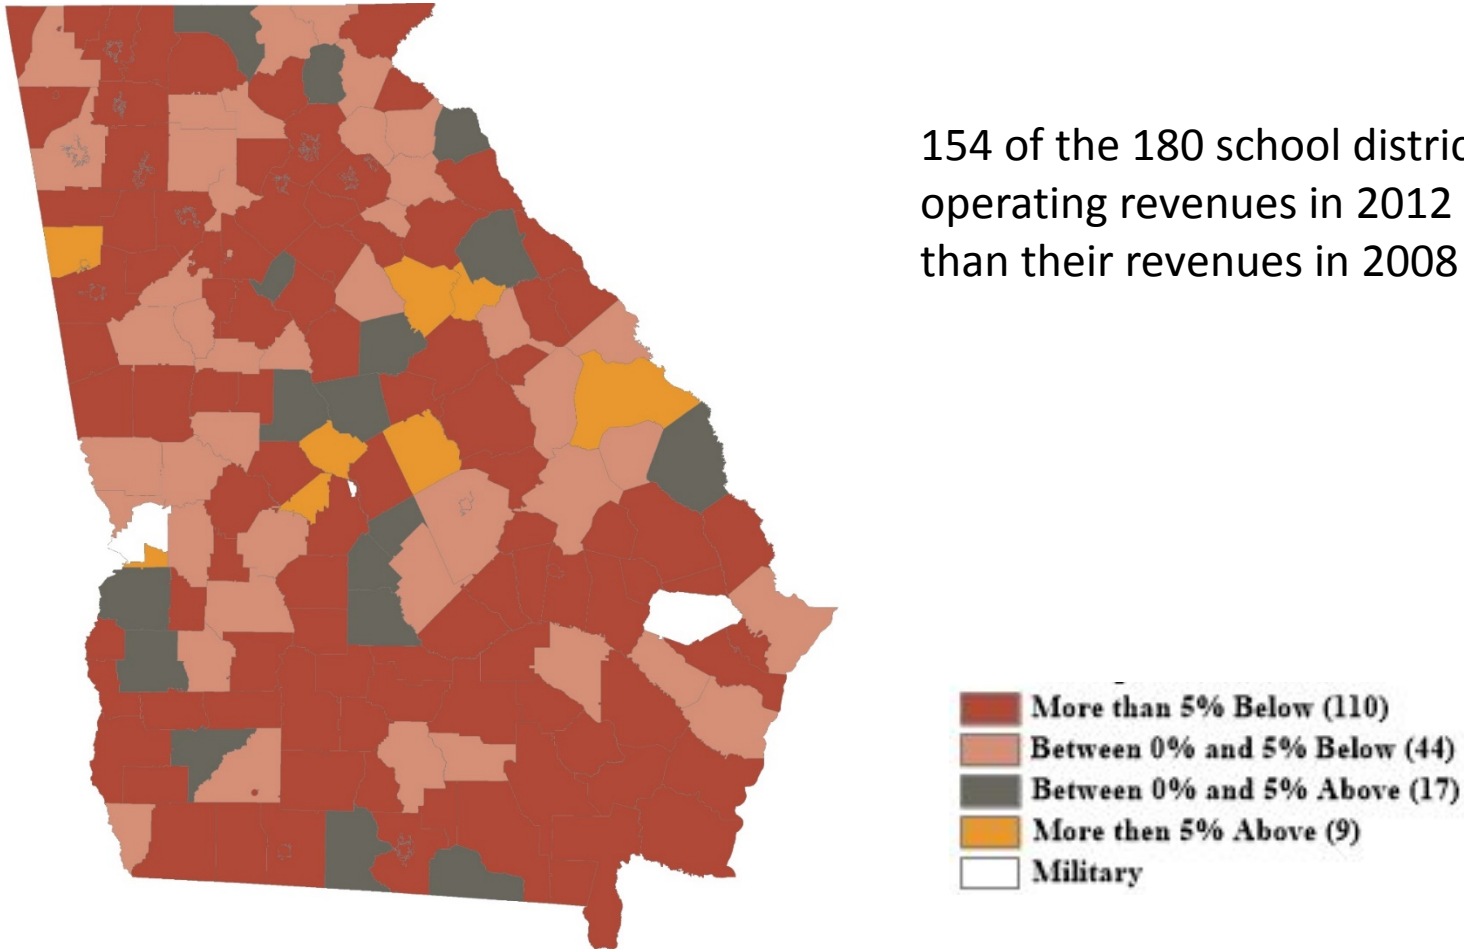 154 of the 180 school distric
operating revenues in 2012
than their revenues in 2008
More than 5% Below (110)
Between 0% and 5% Below (44)
Between 0% and 5% Above (17)
More then 5% Above (9)
Military